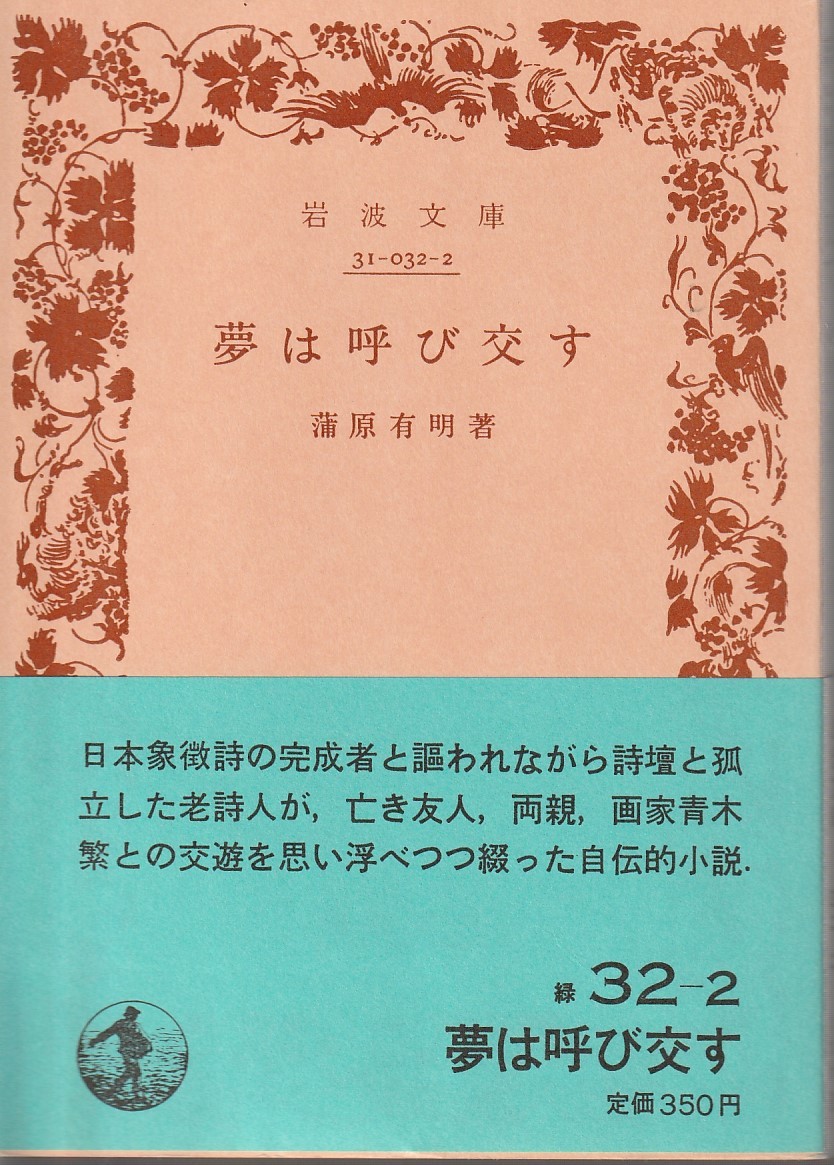 岩波文庫
31-032-2
夢は呼び交す
蒲原有明著
日本象徴詩の完成者と謳われながら詩壇と孤
立した老詩人が，亡き友人，両親，画家青木
繁との交遊を思い浮べつつ綴った自伝的小説.
緑 32-2
夢は呼び交す
定価350円